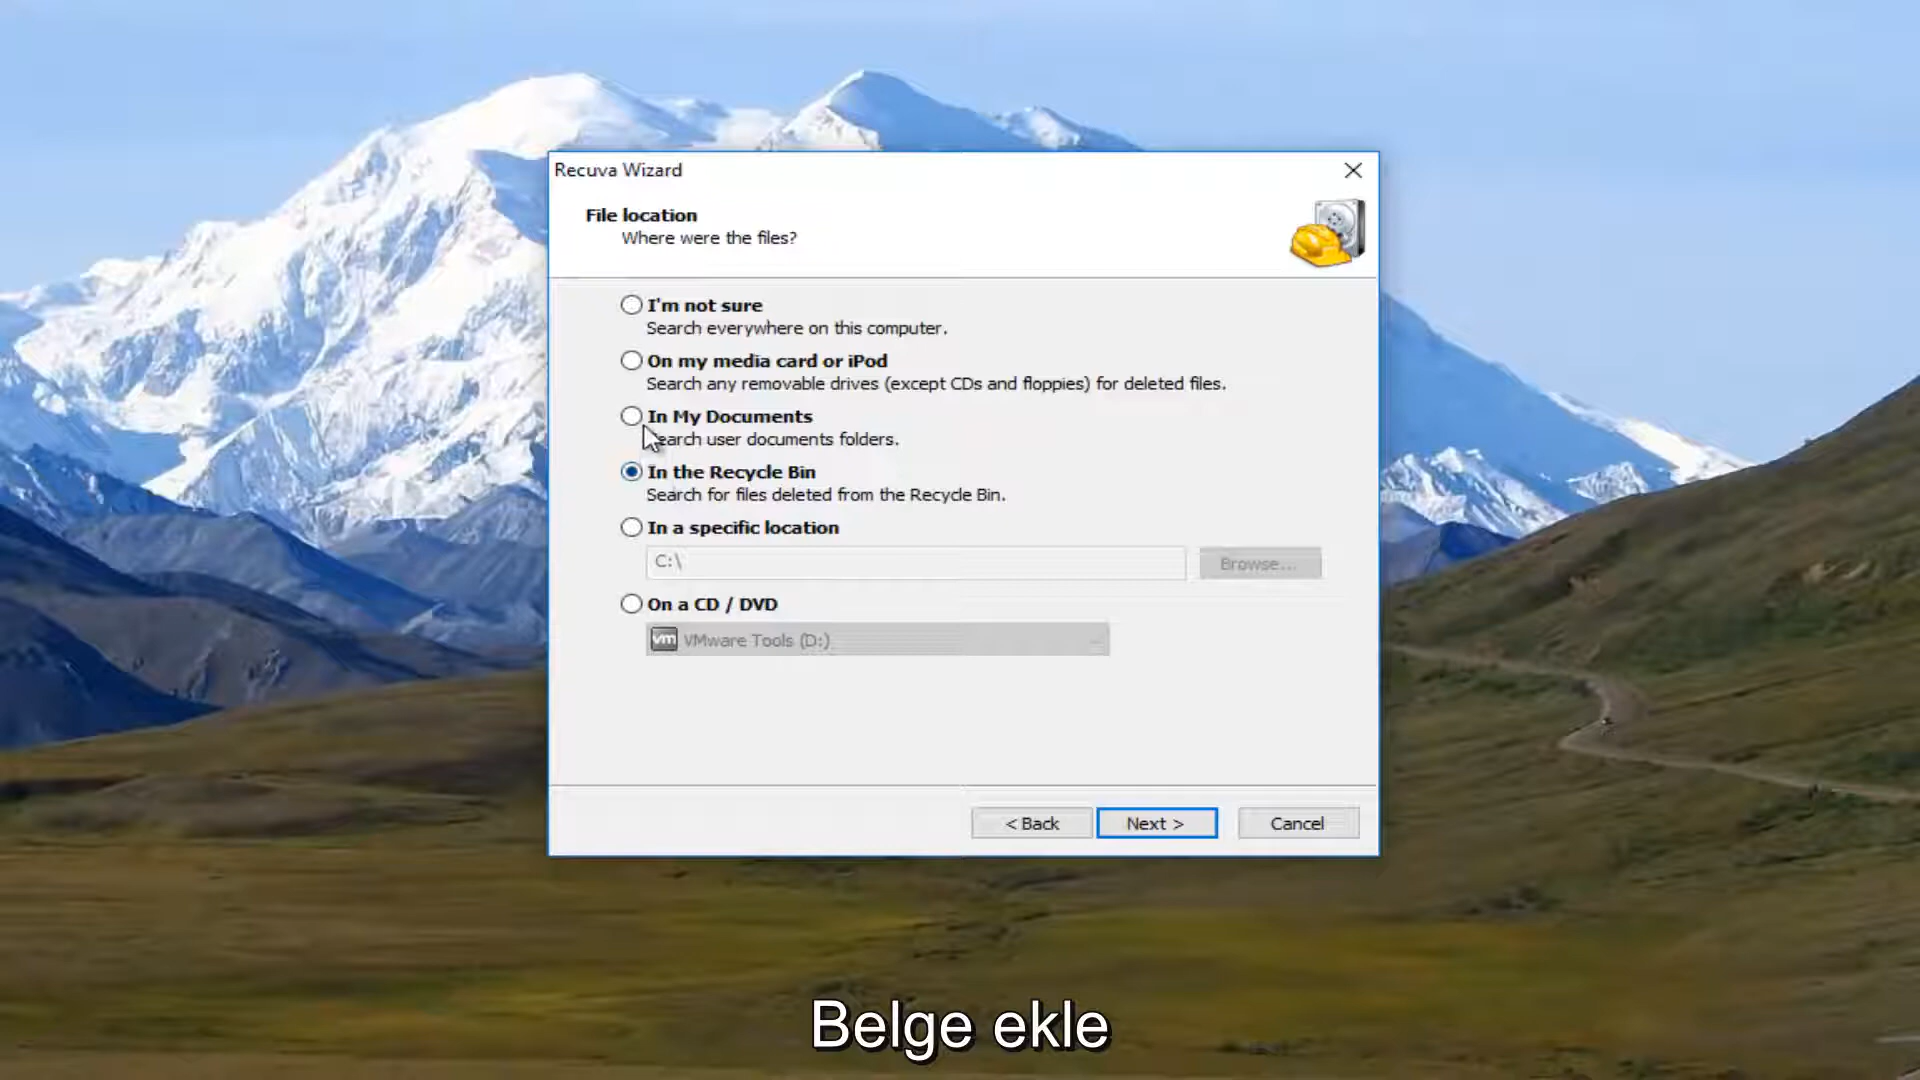 Recuva Wizard
File location
Where were the files?
I'm not sure
Search everywhere on this computer.
On my media card or iPod
Search any removable drives (except CDs and floppies) for deleted files.
In My Documents
Search user documents folders.
In the Recycle Bin
Search for files deleted from the Recycle Bin.
In a specific location
C:\
Browse...
On a CD / DVD
vm VMware Tools (D:)
< Back
Next >
Cancel
Belge ekle